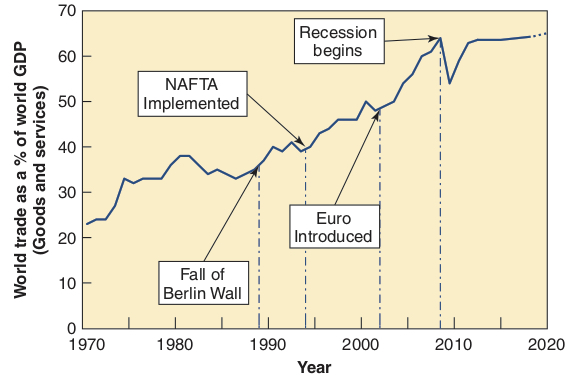 World trade as a % of world GDP
(Goods and services)
70
60
50
40
30
20
10
0
Recession
begins
NAFTA
Implemented
Euro
Introduced
Fall of
Berlin Wall
1970 1980 1990 2000 2010 2020
Year